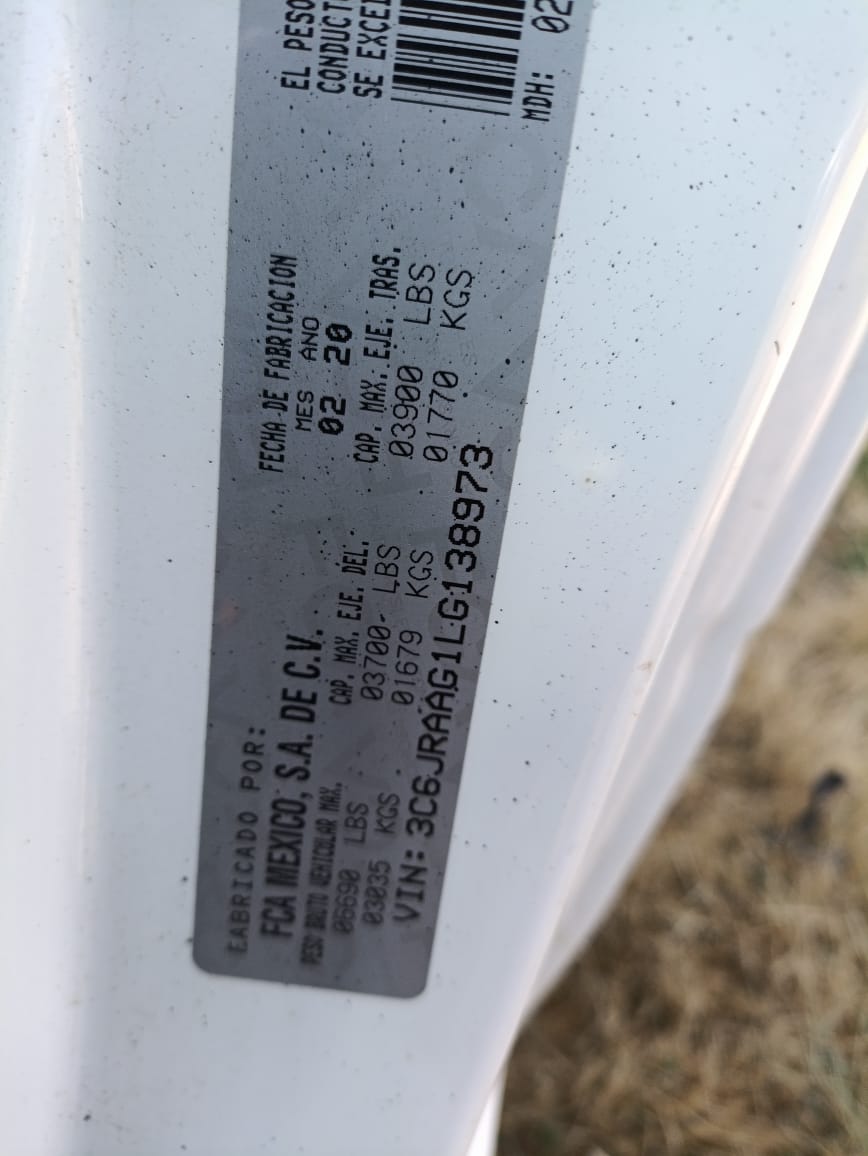 FABRICADO POR:
FCA MEXICO, S.A. DE C.V.
FECHA DE FABRICACION
MES AÑO
02 20
PESO BRUTO VEHICULAR MAX.
06690 LBS
03035 KGS
CAP. MAX. EJE. DEL.
03700 LBS
01679 KGS
CAP. MAX. EJE. TRAS.
03900 LBS
01770 KGS
VIN: 3C6JRAAG1LG138973
EL PESO
SE EXCE
MDH: 02